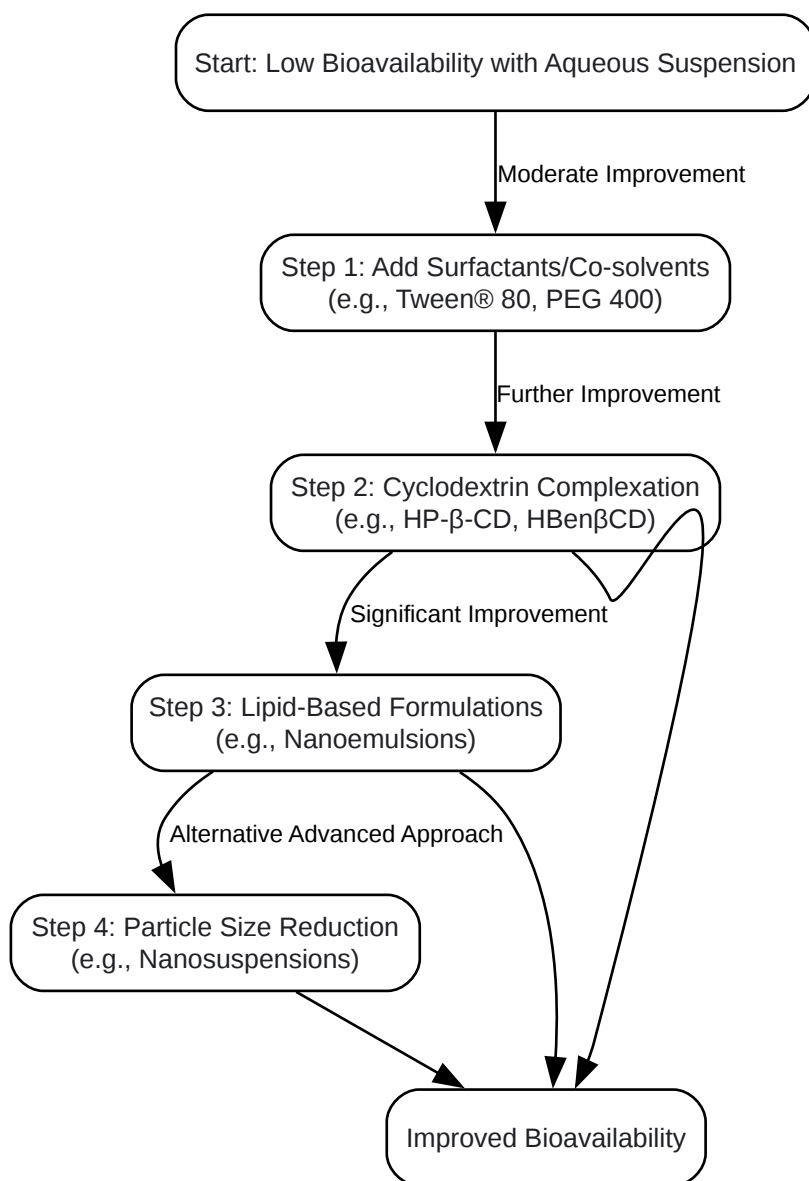 Start: Low Bioavailability with Aqueous Suspension
Moderate Improvement
Step 1: Add Surfactants/Co-solvents
(e.g., Tween® 80, PEG 400)
Further Improvement
Step 2: Cyclodextrin Complexation
(e.g., HP-β-CD, HBenβCD)
Significant Improvement
Step 3: Lipid-Based Formulations
(e.g., Nanoemulsions)
Alternative Advanced Approach
Step 4: Particle Size Reduction
(e.g., Nanosuspensions)
Improved Bioavailability